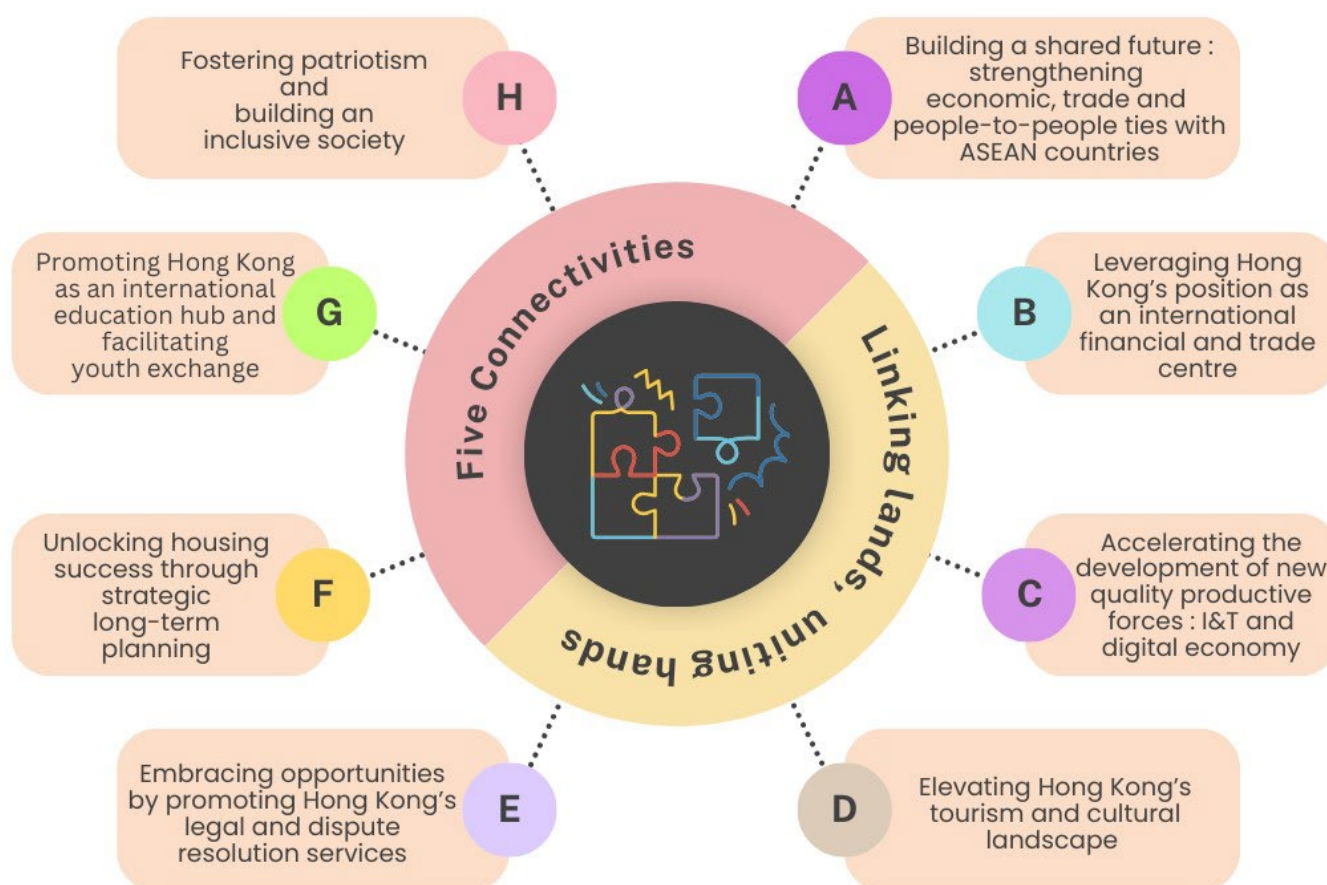 Five Connectivities
Linking lands, uniting hands
A
Building a shared future :
strengthening
economic, trade and
people-to-people ties with
ASEAN countries
B
Leveraging Hong
Kong's position as
an international
financial and trade
centre
C
Accelerating the
development of new
quality productive
forces : I&T and
digital economy
D
Elevating Hong Kong's
tourism and cultural
landscape
E
Embracing opportunities
by promoting Hong Kong's
legal and dispute
resolution services
F
Unlocking housing
success through
strategic
long-term
planning
G
Promoting Hong Kong
as an international
education hub and
facilitating
youth exchange
H
Fostering patriotism
and
building an
inclusive society